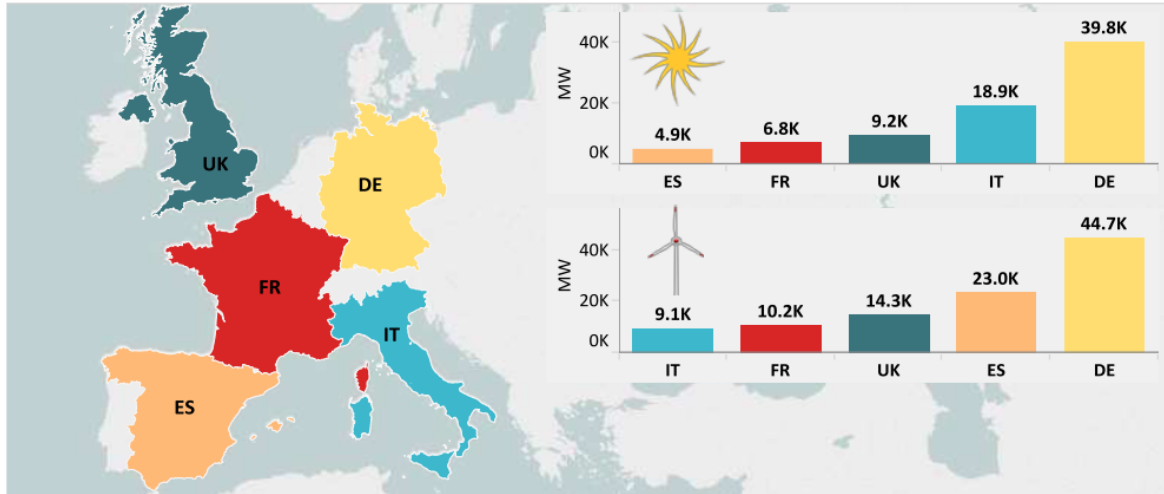 UK
DE
FR
IT
ES
MW
40K
20K
0K
4.9K
6.8K
9.2K
18.9K
39.8K
ES
FR
UK
IT
DE
MW
40K
20K
0K
9.1K
10.2K
14.3K
23.0K
44.7K
IT
FR
UK
ES
DE